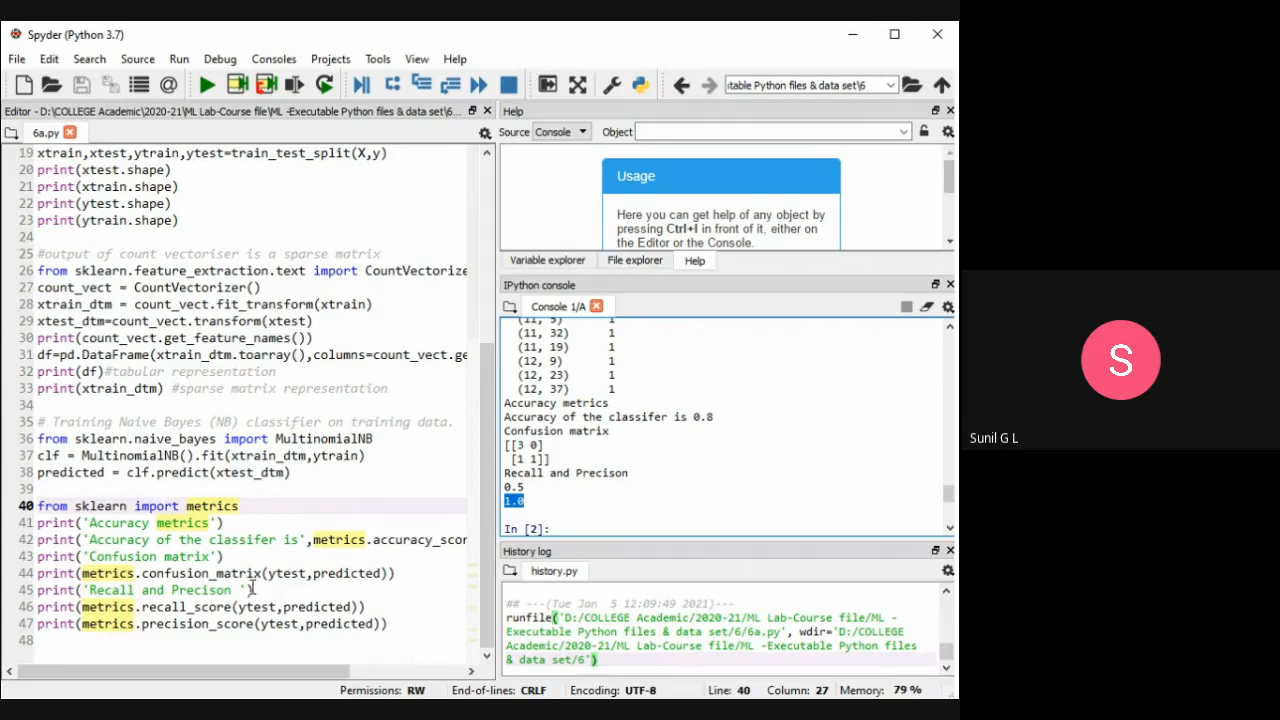 Spyder (Python 3.7)
File Edit Search Source Run Debug Consoles Projects Tools View Help
itable Python files & data set\6
Editor - D:\COLLEGE Academic\2020-21\ML Lab-Course file\ML -Executable Python files & data set\6...
6a.py
19 xtrain,xtest,ytrain,ytest=train_test_split(X,y)
20 print(xtest.shape)
21 print(xtrain.shape)
22 print(ytest.shape)
23 print(ytrain.shape)
24
25 #output of count vectoriser is a sparse matrix
26 from sklearn.feature_extraction.text import CountVectorize
27 count_vect = CountVectorizer()
28 xtrain_dtm = count_vect.fit_transform(xtrain)
29 xtest_dtm=count_vect.transform(xtest)
30 print(count_vect.get_feature_names())
31 df=pd.DataFrame(xtrain_dtm.toarray(),columns=count_vect.ge
32 print(df)#tabular representation
33 print(xtrain_dtm) #sparse matrix representation
34
35 # Training Naive Bayes (NB) classifier on training data.
36 from sklearn.naive_bayes import MultinomialNB
37 clf = MultinomialNB().fit(xtrain_dtm,ytrain)
38 predicted = clf.predict(xtest_dtm)
39
40 from sklearn import metrics
41 print('Accuracy metrics')
42 print('Accuracy of the classifer is',metrics.accuracy_scor
43 print('Confusion matrix')
44 print(metrics.confusion_matrix(ytest,predicted))
45 print('Recall and Precison ')
46 print(metrics.recall_score(ytest,predicted))
47 print(metrics.precision_score(ytest,predicted))
48
Help
Source Console Object
Usage
Here you can get help of any object by
pressing Ctrl+I in front of it, either on
the Editor or the Console.
Variable explorer File explorer Help
IPython console
Console 1/A
(11, 5) 1
(11, 32) 1
(11, 19) 1
(12, 9) 1
(12, 23) 1
(12, 37) 1
Accuracy metrics
Accuracy of the classifer is 0.8
Confusion matrix
[[3 0]
[1 1]]
Recall and Precison
0.5
1.0
In [2]:
History log
history.py
## ---(Tue Jan  5 12:09:49 2021)---
runfile('D:/COLLEGE Academic/2020-21/ML Lab-Course file/ML -
Executable Python files & data set/6/6a.py', wdir='D:/COLLEGE
Academic/2020-21/ML Lab-Course file/ML -Executable Python files
& data set/6')
Permissions: RW End-of-lines: CRLF Encoding: UTF-8 Line: 40 Column: 27 Memory: 79 %
S
Sunil G L